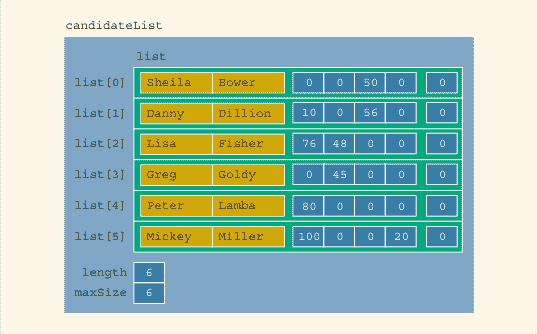 candidateList
list
list[0] Sheila Bower 0 0 50 0 0
list[1] Danny Dillion 10 0 56 0 0
list[2] Lisa Fisher 76 48 0 0 0
list[3] Greg Goldy 0 45 0 0 0
list[4] Peter Lamba 80 0 0 0 0
list[5] Mickey Miller 100 0 0 20 0
length 6
maxSize 6